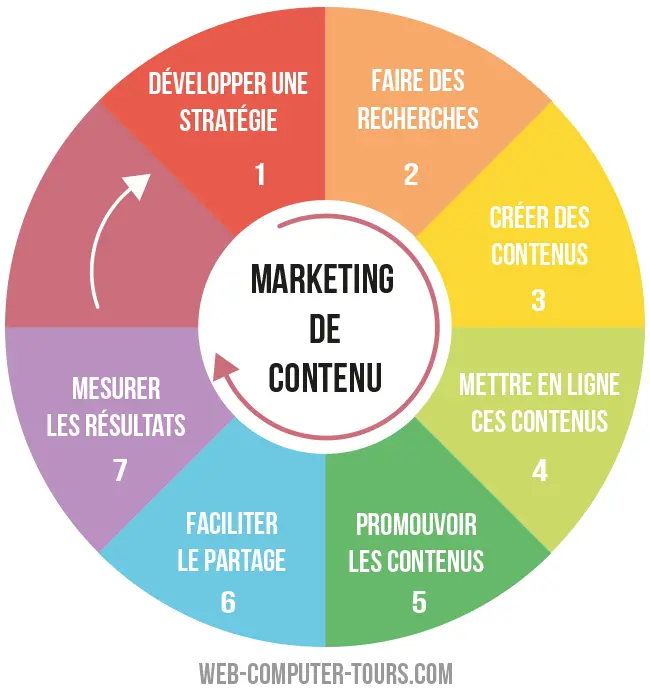 DÉVELOPPER UNE
STRATÉGIE
1
FAIRE DES
RECHERCHES
2
CRÉER DES
CONTENUS
3
METTRE EN LIGNE
CES CONTENUS
4
PROMOUVOIR
LES CONTENUS
5
FACILITER
LE PARTAGE
6
MESURER
LES RÉSULTATS
7
MARKETING
DE
CONTENU
WEB-COMPUTER-TOURS.COM